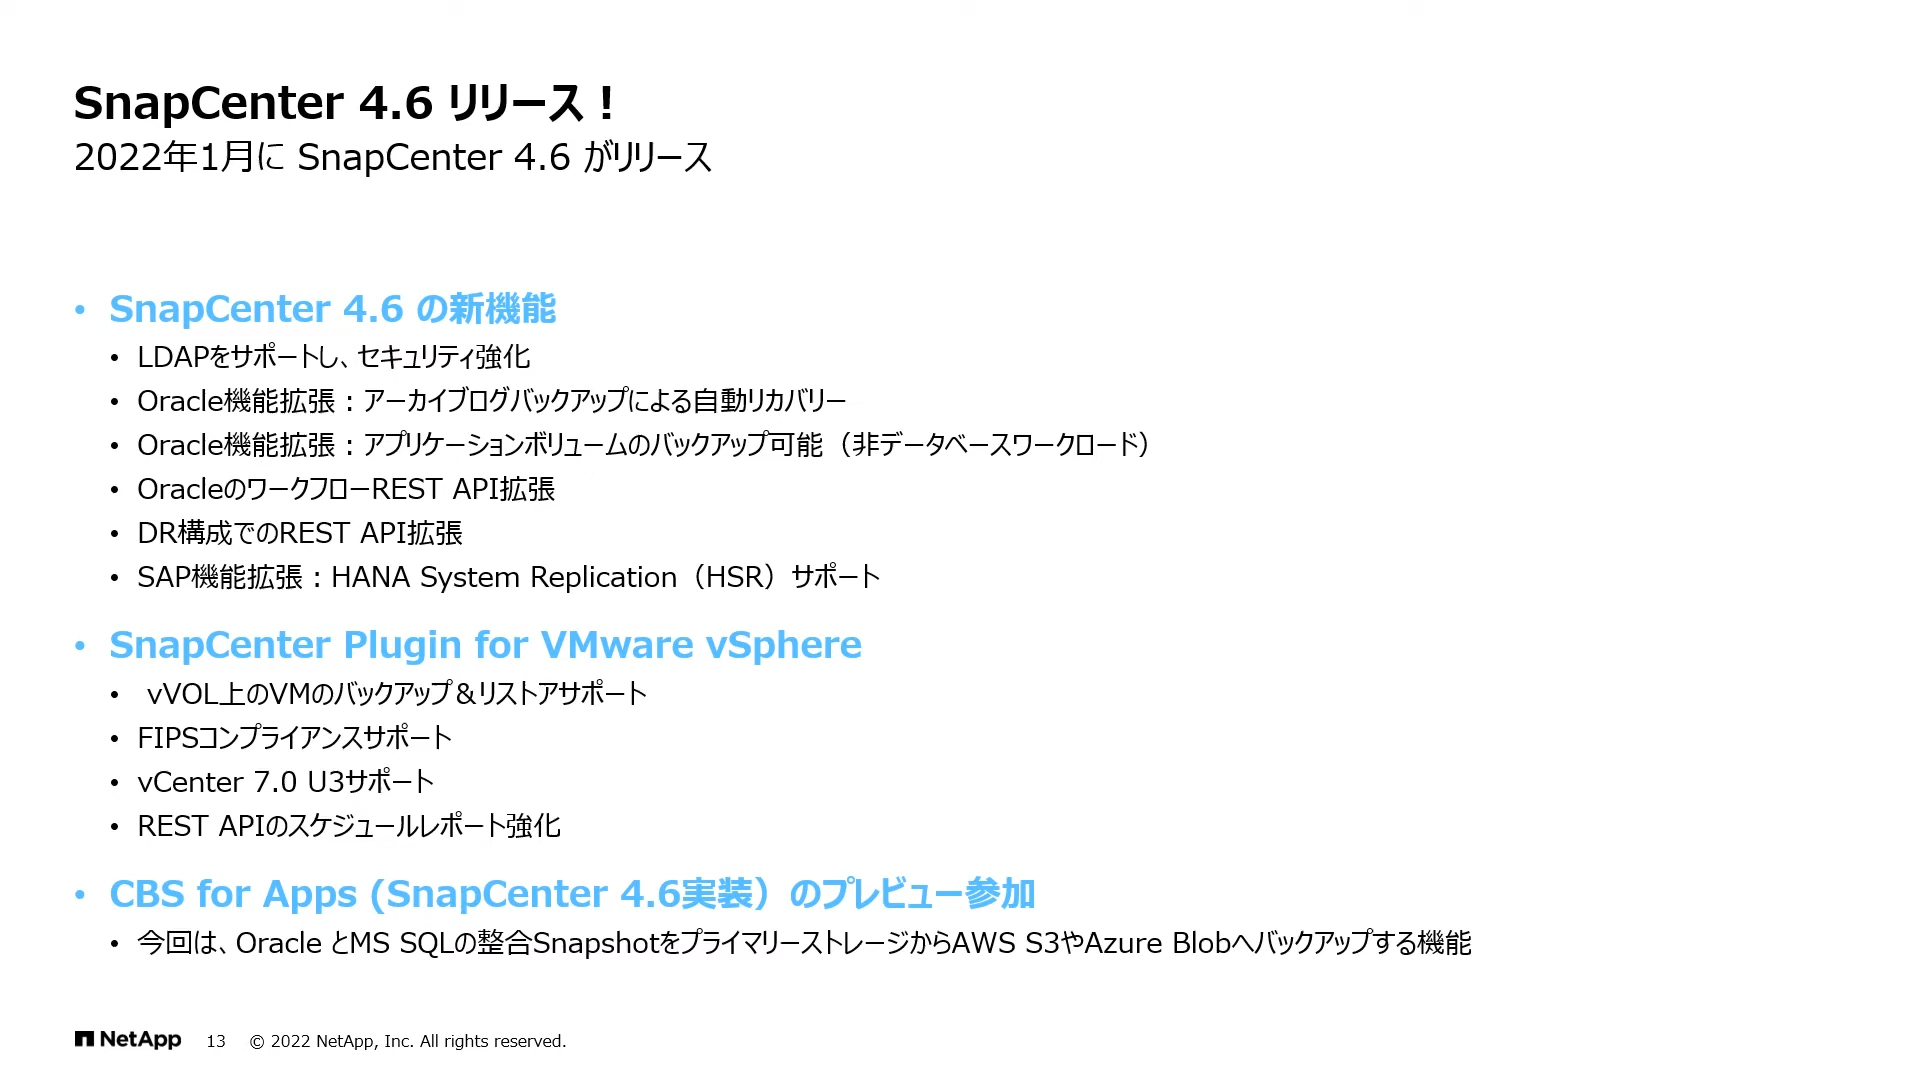 SnapCenter 4.6 リリース！
2022年1月に SnapCenter 4.6 がリリース
• SnapCenter 4.6 の新機能
• LDAPをサポートし、セキュリティ強化
• Oracle機能拡張：アーカイブログバックアップによる自動リカバリー
• Oracle機能拡張：アプリケーションボリュームのバックアップ可能（非データベースワークロード）
• OracleのワークフローREST API拡張
• DR構成でのREST API拡張
• SAP機能拡張：HANA System Replication（HSR）サポート
• SnapCenter Plugin for VMware vSphere
• vVOL上のVMのバックアップ＆リストアサポート
• FIPSコンプライアンスサポート
• vCenter 7.0 U3サポート
• REST APIのスケジュールレポート強化
• CBS for Apps (SnapCenter 4.6実装）のプレビュー参加
• 今回は、Oracle とMS SQLの整合SnapshotをプライマリーストレージからAWS S3やAzure Blobへバックアップする機能
NetApp 13 © 2022 NetApp, Inc. All rights reserved.